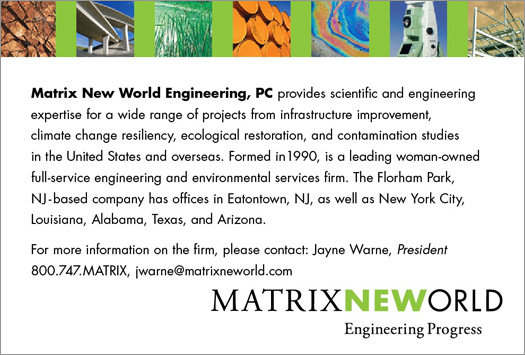 Matrix New World Engineering, PC provides scientific and engineering
expertise for a wide range of projects from infrastructure improvement,
climate change resiliency, ecological restoration, and contamination studies
in the United States and overseas. Formed in1990, is a leading woman-owned
full-service engineering and environmental services firm. The Florham Park,
NJ-based company has offices in Eatontown, NJ, as well as New York City,
Louisiana, Alabama, Texas, and Arizona.
For more information on the firm, please contact: Jayne Warne, President
800.747.MATRIX, jwarne@matrixneworld.com
MATRIXNEWORLD
Engineering Progress